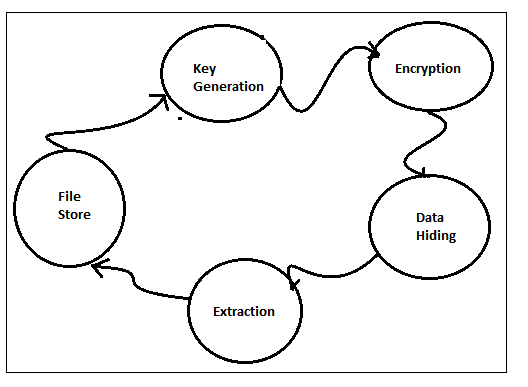 Key
Generation
Encryption
File
Store
Data
Hiding
Extraction